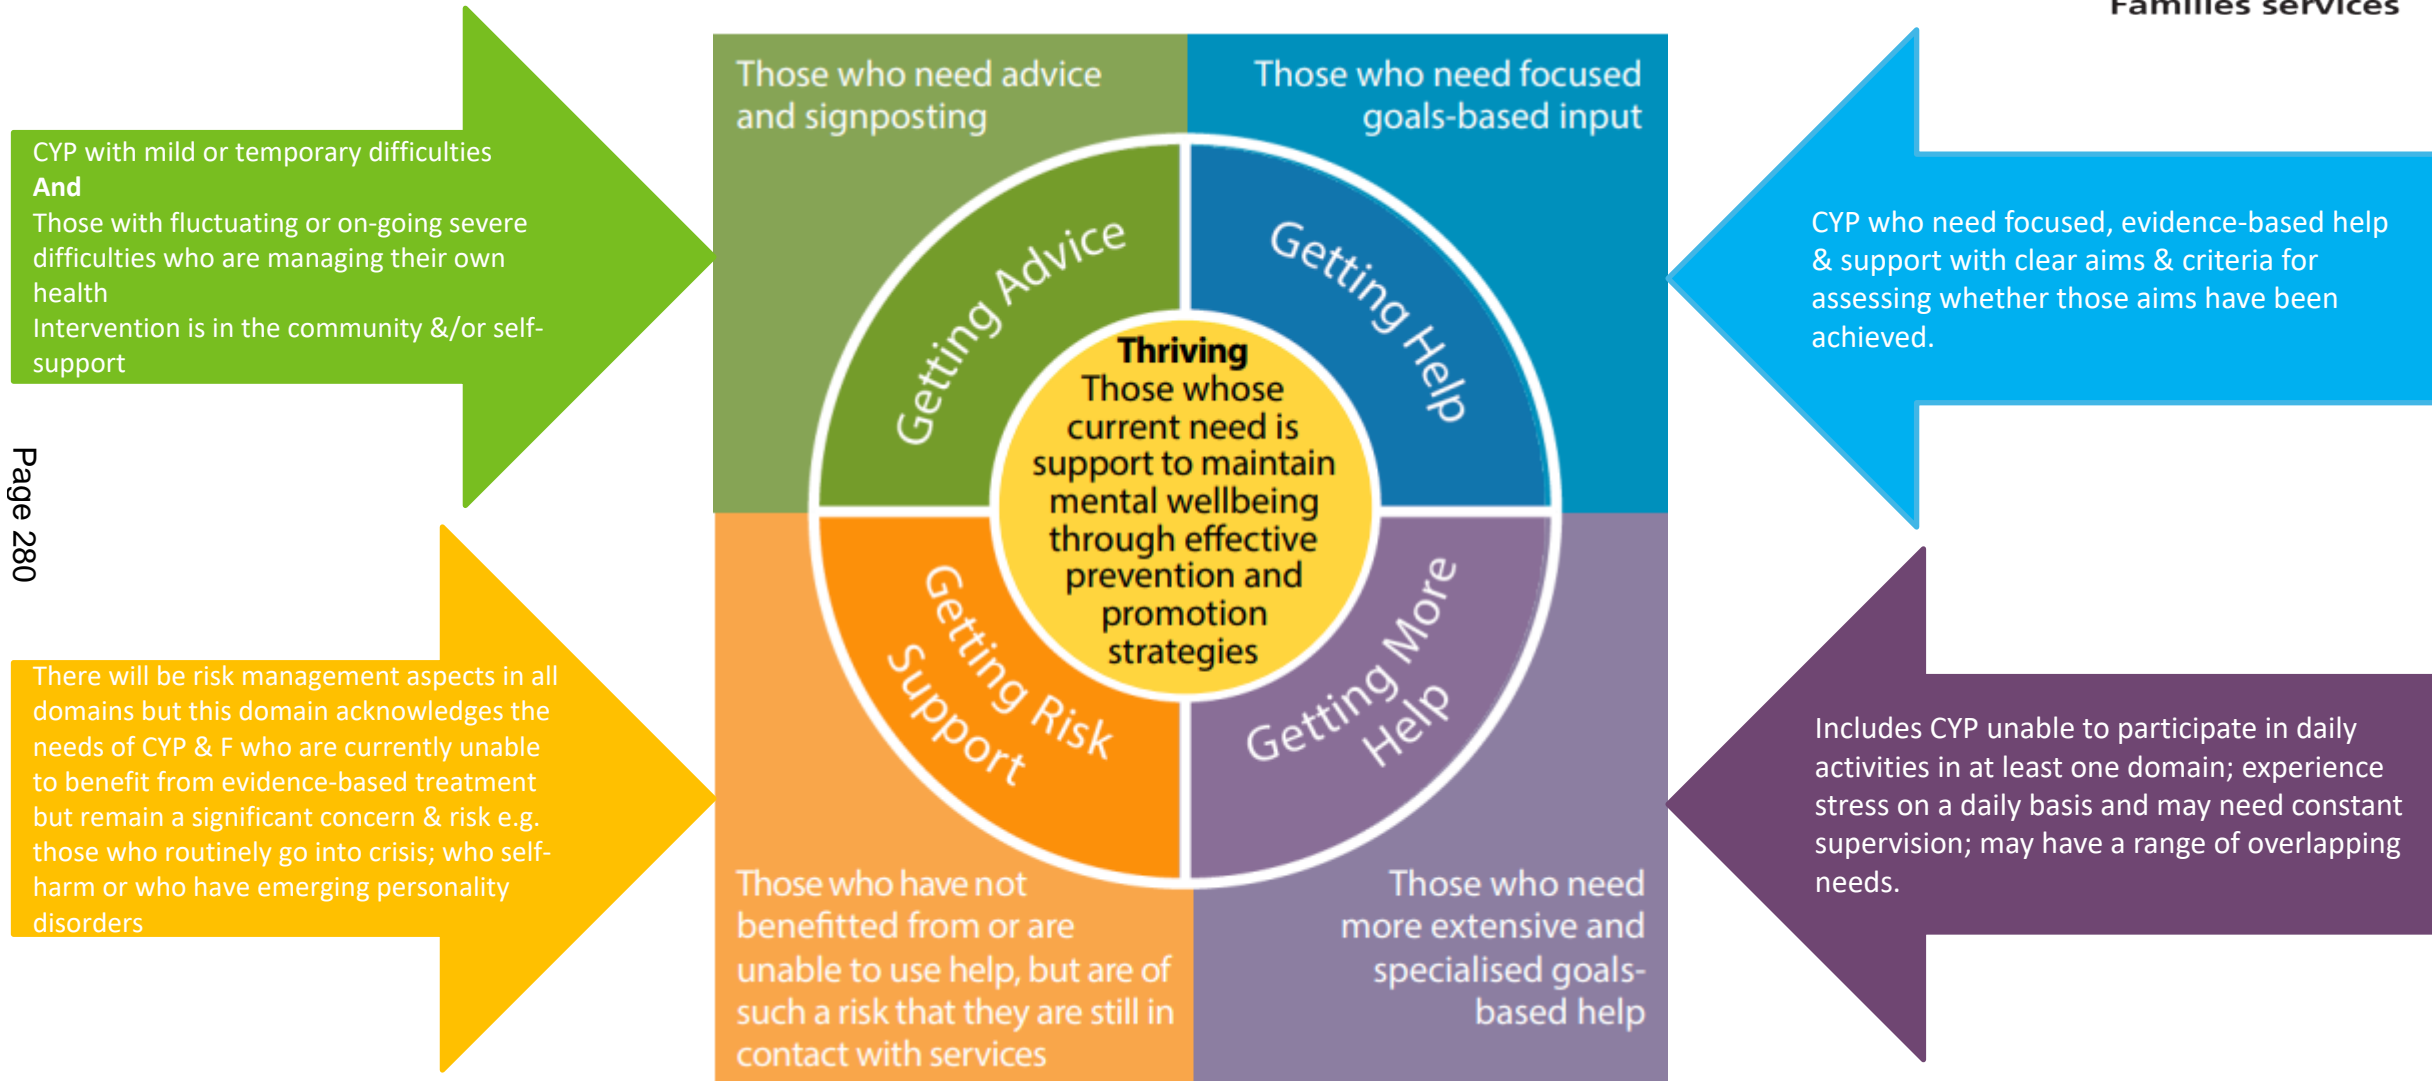 Families services
CYP with mild or temporary difficulties
And
Those with fluctuating or on-going severe
difficulties who are managing their own
health
Intervention is in the community &/or self-
support
Those who need advice
and signposting
Those who need focused
goals-based input
CYP who need focused, evidence-based help
& support with clear aims & criteria for
assessing whether those aims have been
achieved.
Getting Advice
Getting Help
Thriving
Those whose
current need is
support to maintain
mental wellbeing
through effective
prevention and
promotion
strategies
Page 280
Getting Risk
Support
Getting More
Help
There will be risk management aspects in all
domains but this domain acknowledges the
needs of CYP & F who are currently unable
to benefit from evidence-based treatment
but remain a significant concern & risk e.g.
those who routinely go into crisis; who self-
harm or who have emerging personality
disorders
Those who have not
benefitted from or are
unable to use help, but are of
such a risk that they are still in
contact with services
Those who need
more extensive and
specialised goals-
based help
Includes CYP unable to participate in daily
activities in at least one domain; experience
stress on a daily basis and may need constant
supervision; may have a range of overlapping
needs.